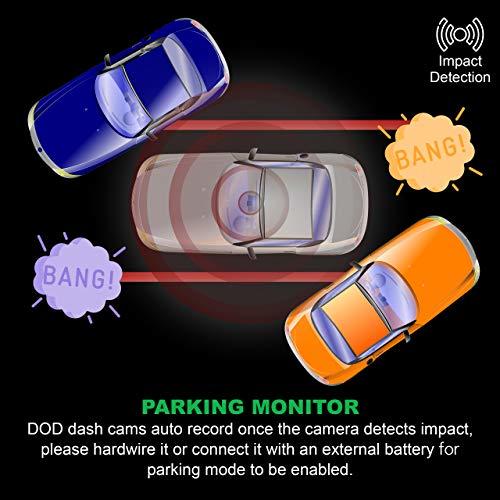 Impact
Detection
BANG!
BANG!
PARKING MONITOR
DOD dash cams auto record once the camera detects impact,
please hardwire it or connect it with an external battery for
parking mode to be enabled.